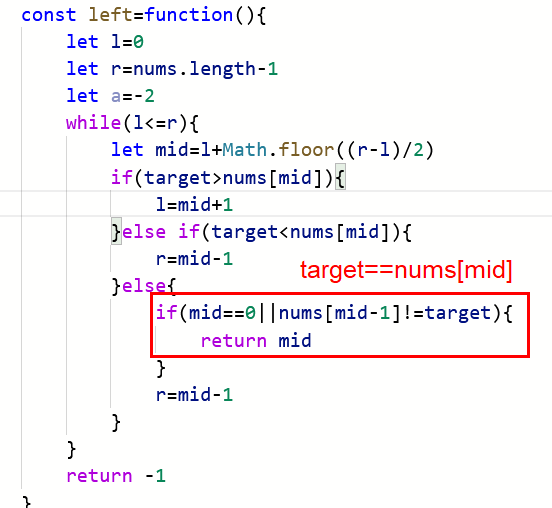 const left=function(){
let l=0
let r=nums.length-1
let a=-2
while(l<=r){
let mid=l+Math.floor((r-l)/2)
if(target>nums[mid]){
l=mid+1
}else if(target<nums[mid]){
r=mid-1
target==nums[mid]
}else{
if(mid==0||nums[mid-1]!=target){
return mid
}
r=mid-1
}
}
return -1
}